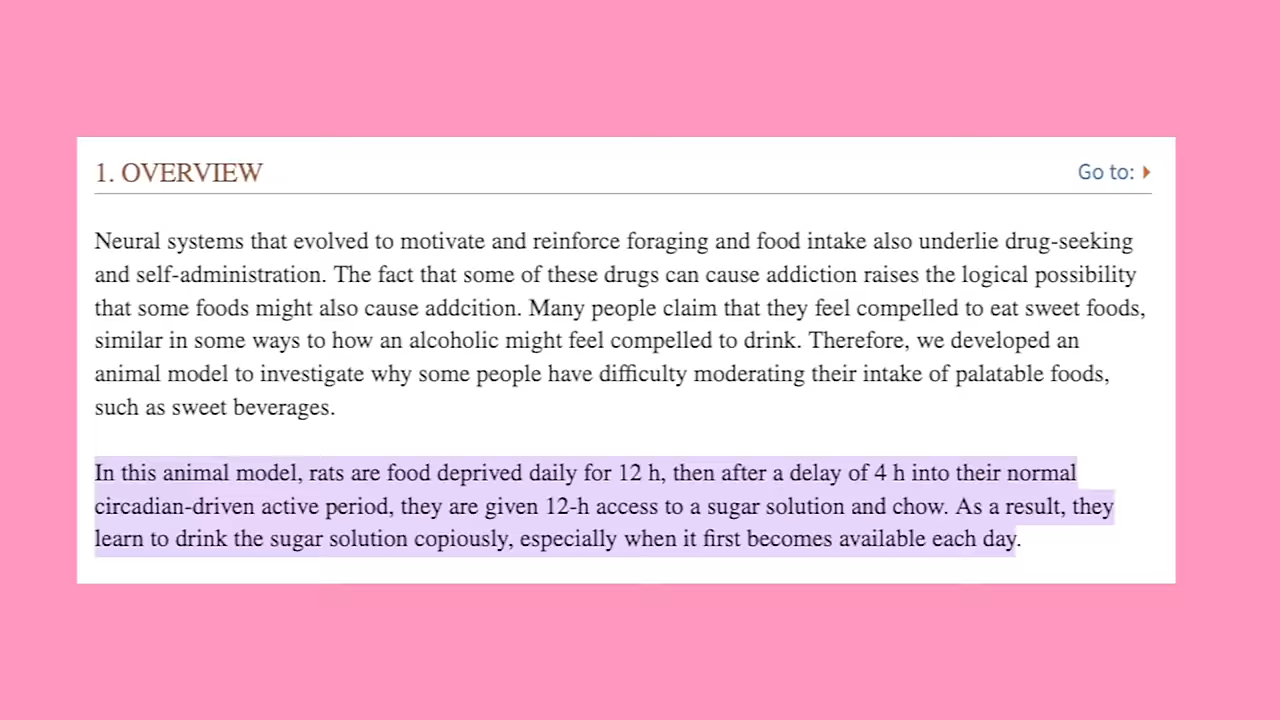 1. OVERVIEW
Go to:
Neural systems that evolved to motivate and reinforce foraging and food intake also underlie drug-seeking
and self-administration. The fact that some of these drugs can cause addiction raises the logical possibility
that some foods might also cause addcition. Many people claim that they feel compelled to eat sweet foods,
similar in some ways to how an alcoholic might feel compelled to drink. Therefore, we developed an
animal model to investigate why some people have difficulty moderating their intake of palatable foods,
such as sweet beverages.
In this animal model, rats are food deprived daily for 12 h, then after a delay of 4 h into their normal
circadian-driven active period, they are given 12-h access to a sugar solution and chow. As a result, they
learn to drink the sugar solution copiously, especially when it first becomes available each day.